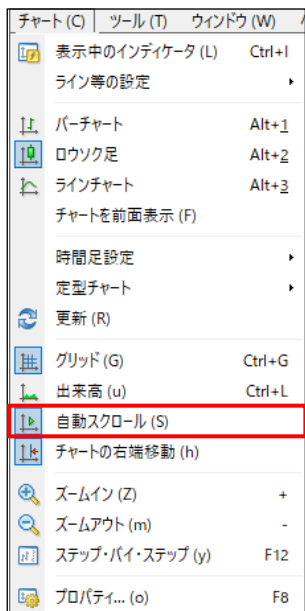 チャート (C) ツール (T) ウィンドウ (W)
表示中のインディケータ (L) Ctrl+I
ライン等の設定
バーチャート Alt+1
ロウソク足 Alt+2
ラインチャート Alt+3
チャートを前面表示 (F)
時間足設定
定型チャート
更新 (R)
グリッド (G) Ctrl+G
出来高 (u) Ctrl+L
自動スクロール (S)
チャートの右端移動 (h)
ズームイン (Z) +
ズームアウト (m) -
ステップ・バイ・ステップ (y) F12
プロパティ... (o) F8